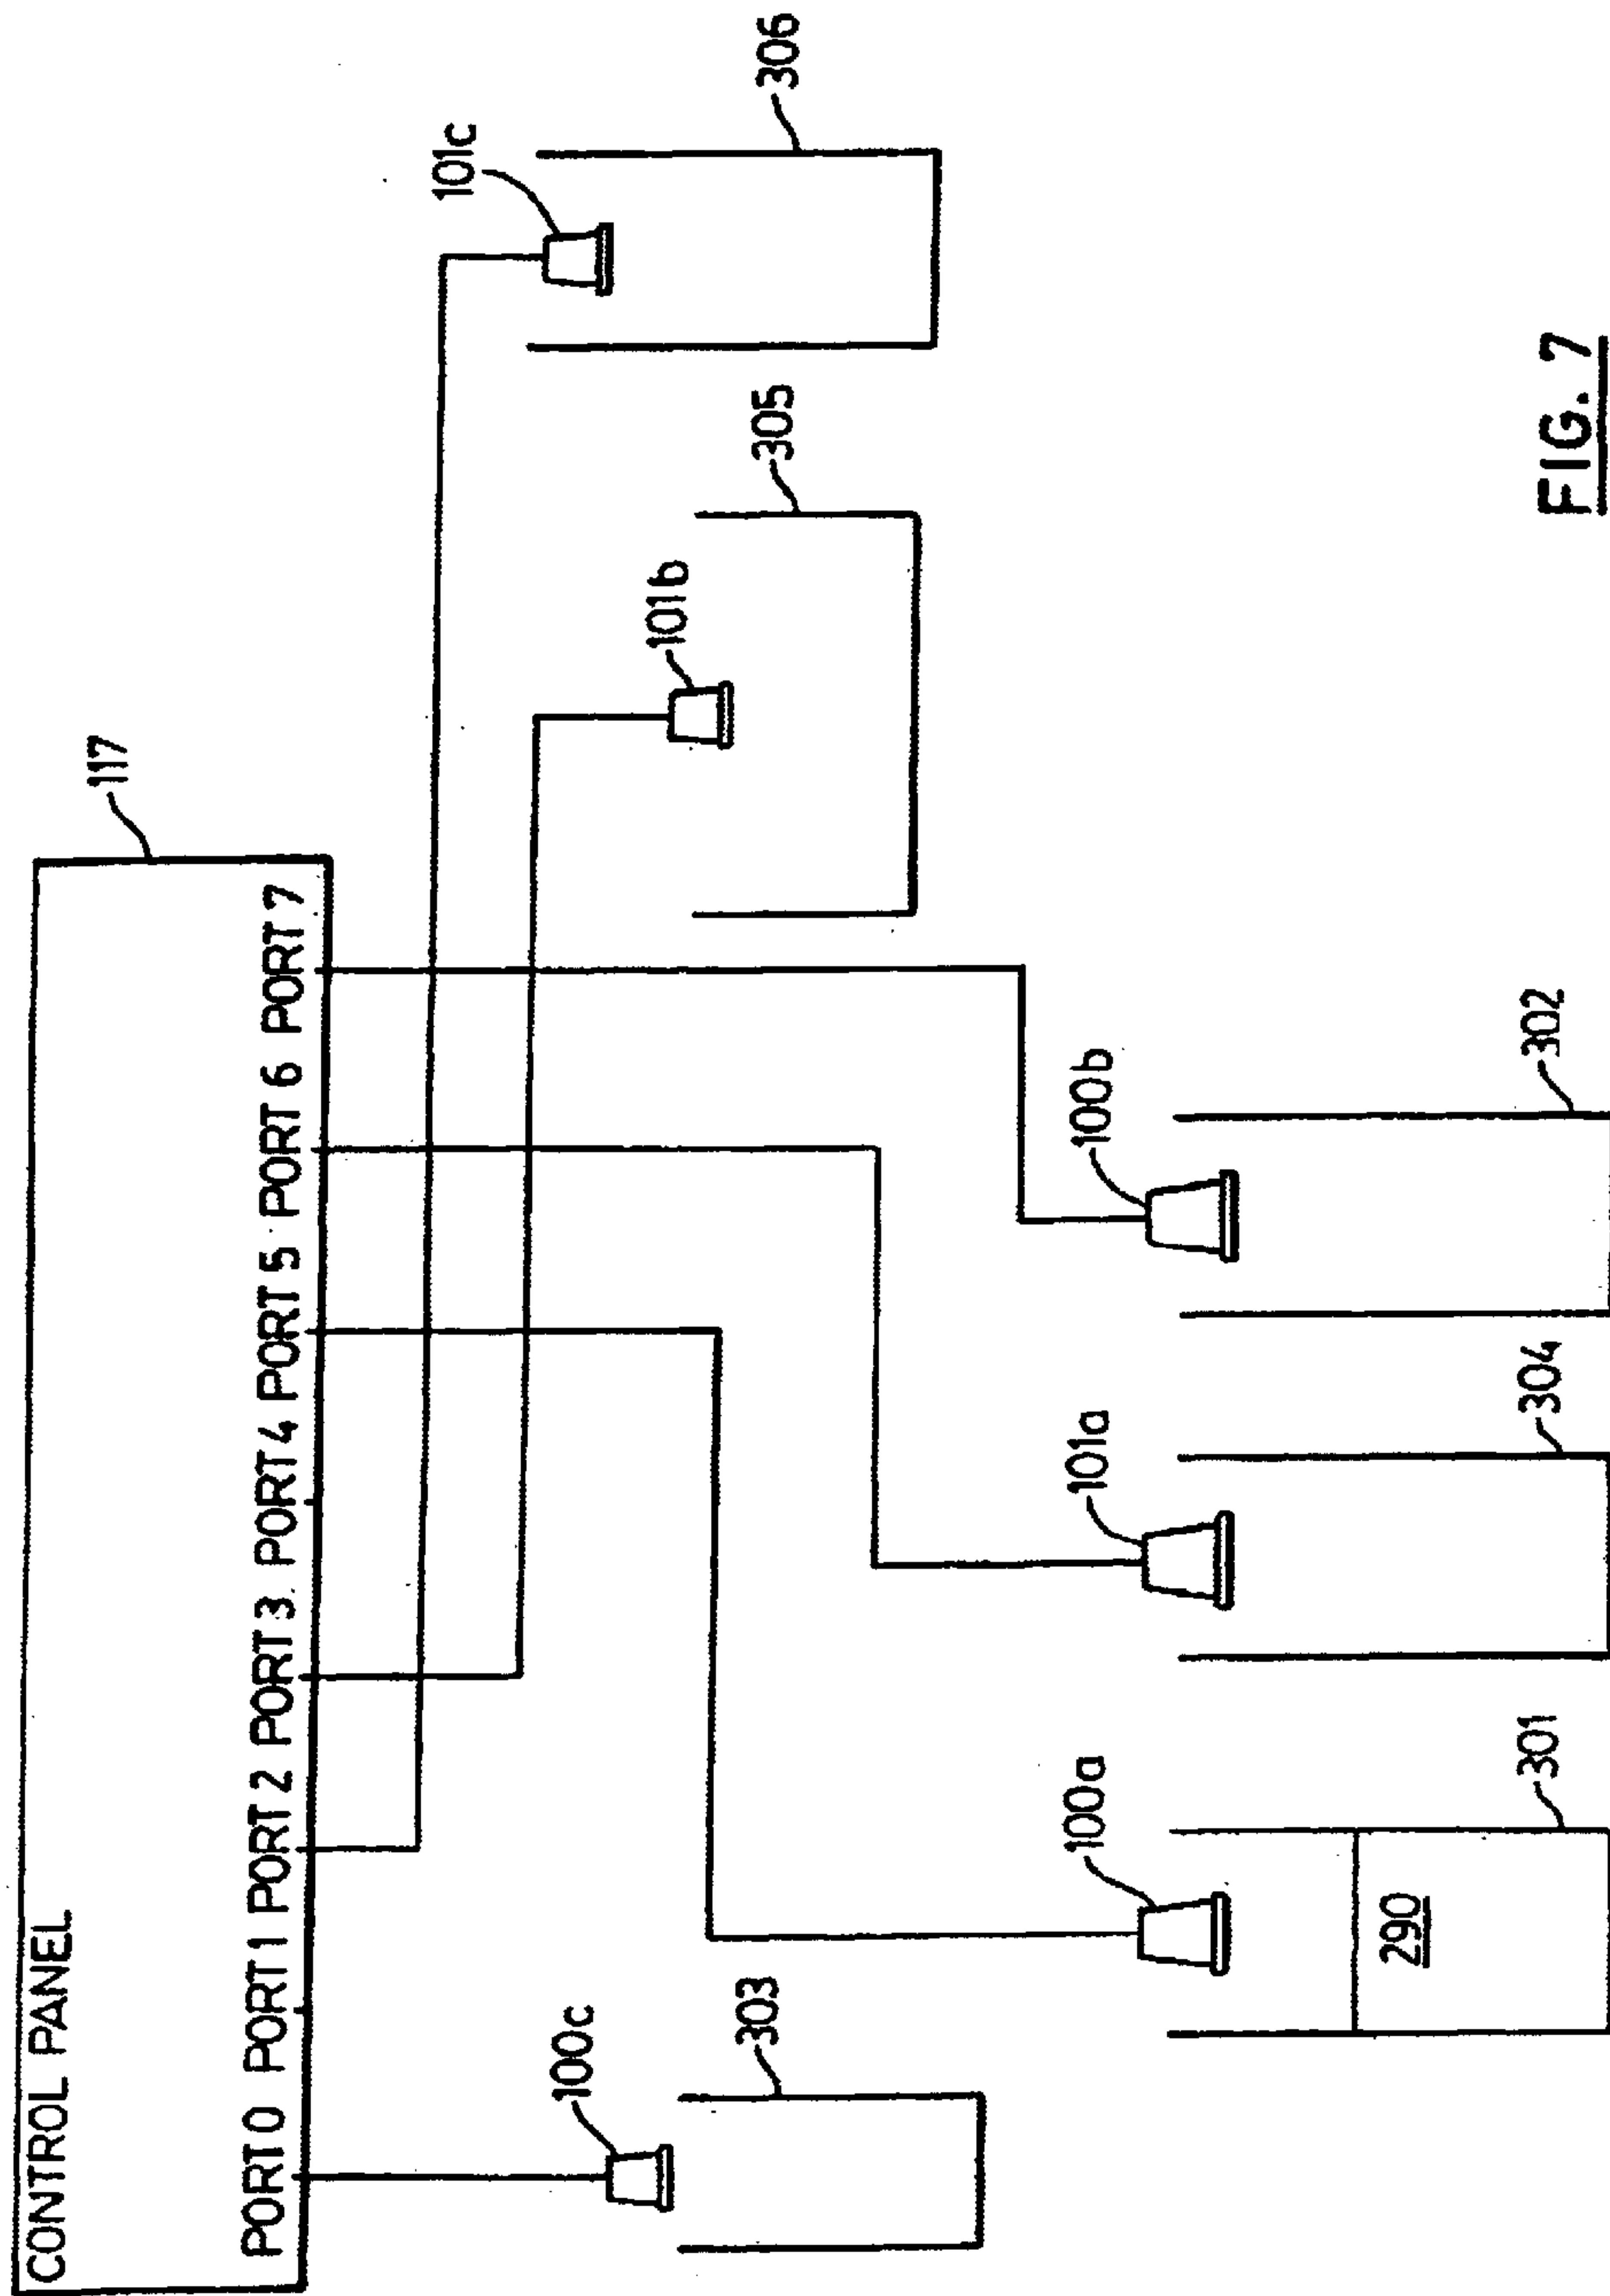 CONTROL PANEL
117
PORT 0 PORT 1 PORT 2 PORT 3 PORT 4 PORT 5 PORT 6 PORT 7
101c
306
101b
305
100c
303
100a
101a
100b
290
301
304
302
FIG. 7